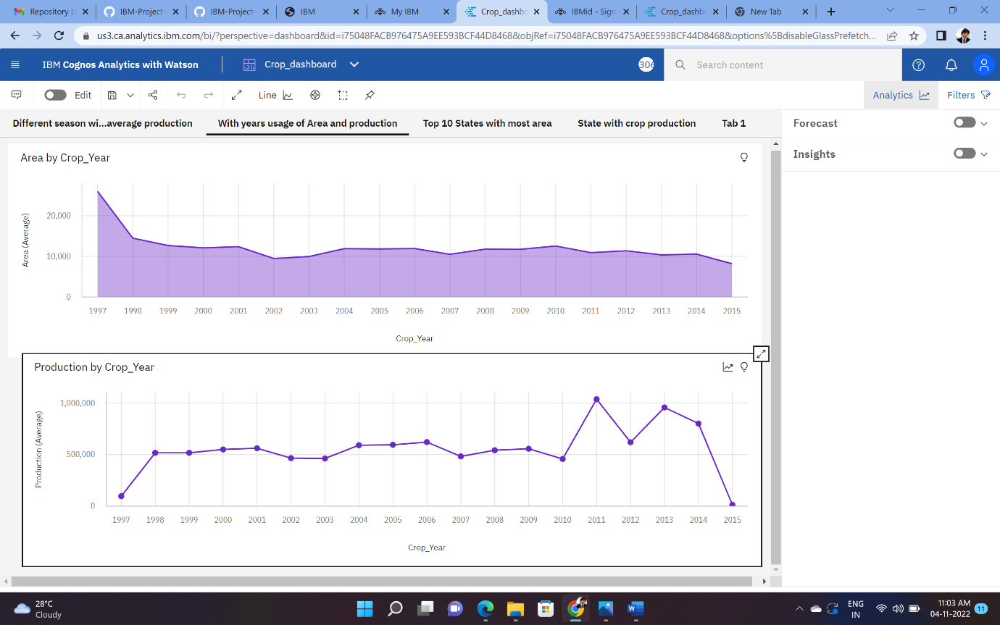 Repository Li
IBM-Project-
IBM-Project-
IBM
My IBM
Crop_dashbo
IBMid - Sign
Crop_dashbo
New Tab
us3.ca.analytics.ibm.com/bi/?perspective=dashboard&id=i75048FACB976475A9EE593BCF44D8468&objRef=i75048FACB976475A9EE593BCF44D8468&options%5BdisableGlassPrefetch...
IBM Cognos Analytics with Watson
Crop_dashboard
Search content
Edit
Line
Analytics
Filters
Different season wi...average production
With years usage of Area and production
Top 10 States with most area
State with crop production
Tab 1
Forecast
Insights
Area by Crop_Year
Area (Average)
20,000
10,000
0
1997 1998 1999 2000 2001 2002 2003 2004 2005 2006 2007 2008 2009 2010 2011 2012 2013 2014 2015
Crop_Year
Production by Crop_Year
Production (Average)
1,000,000
500,000
0
1997 1998 1999 2000 2001 2002 2003 2004 2005 2006 2007 2008 2009 2010 2011 2012 2013 2014 2015
Crop_Year
28°C
Cloudy
ENG
IN
11:03 AM
04-11-2022
11